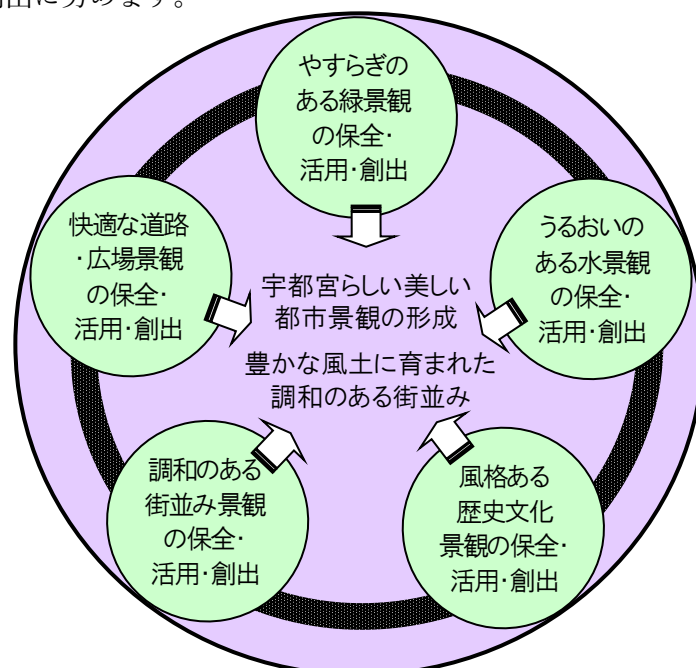 創出に努めます。
やすらぎの
ある緑景観
の保全・
活用・創出
うるおいの
ある水景観
の保全・
活用・創出
快適な道路
・広場景観
の保全・
活用・創出
宇都宮らしい美しい
都市景観の形成
豊かな風土に育まれた
調和のある街並み
調和のある
街並み景観
の保全・
活用・創出
風格ある
歴史文化
景観の保全・
活用・創出